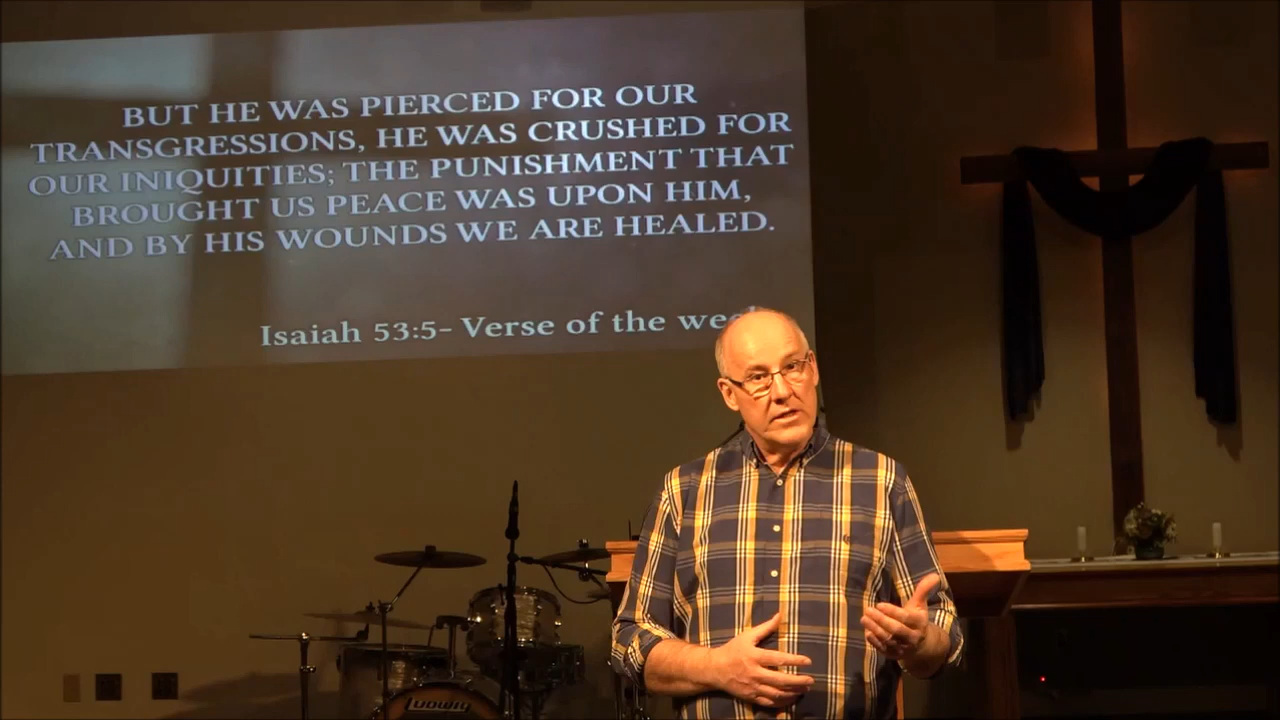 BUT HE WAS PIERCED FOR OUR
TRANSGRESSIONS, HE WAS CRUSHED FOR
OUR INIQUITIES; THE PUNISHMENT THAT
BROUGHT US PEACE WAS UPON HIM,
AND BY HIS WOUNDS WE ARE HEALED.
Isaiah 53:5- Verse of the week
LUDWIG